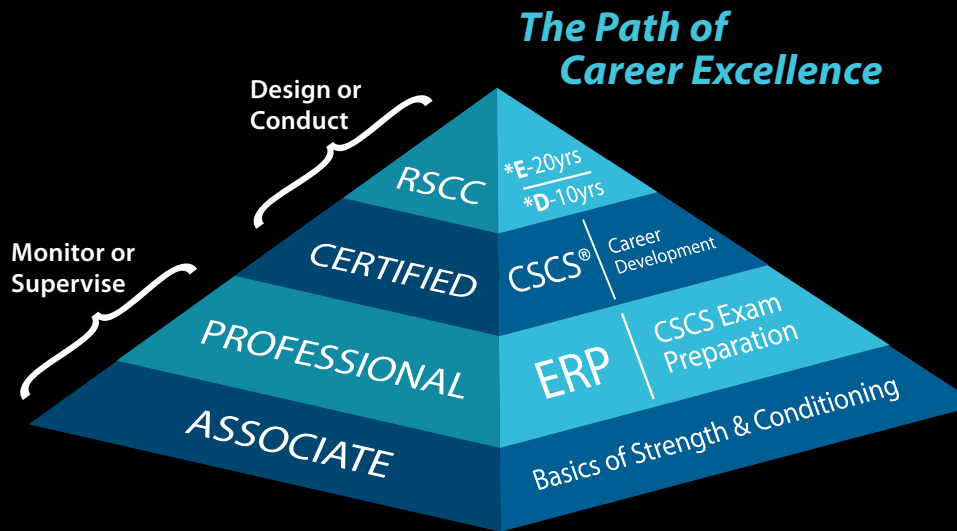 The Path of
Career Excellence
Design or
Conduct
Monitor or
Supervise
RSCC
*E-20yrs
*D-10yrs
CERTIFIED
CSCS®
Career
Development
PROFESSIONAL
ERP
CSCS Exam
Preparation
ASSOCIATE
Basics of Strength & Conditioning